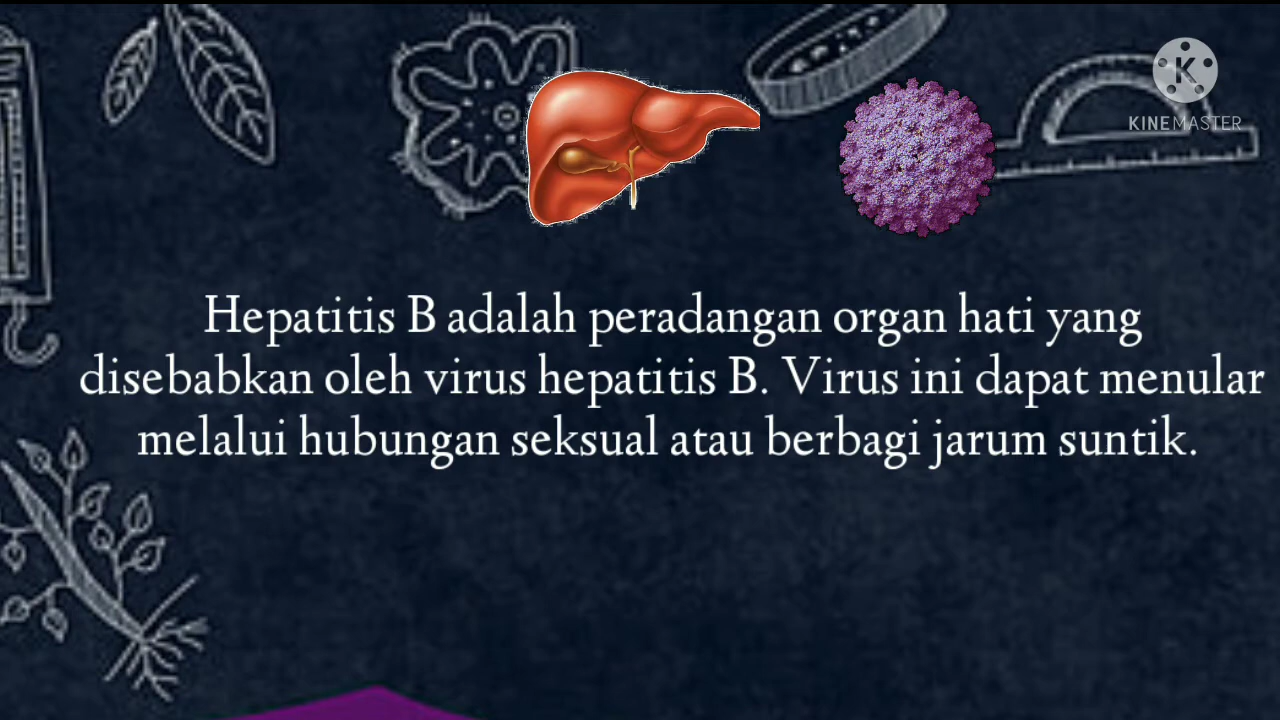 K
KINEMASTER
Hepatitis B adalah peradangan organ hati yang
disebabkan oleh virus hepatitis B. Virus ini dapat menular
melalui hubungan seksual atau berbagi jarum suntik.